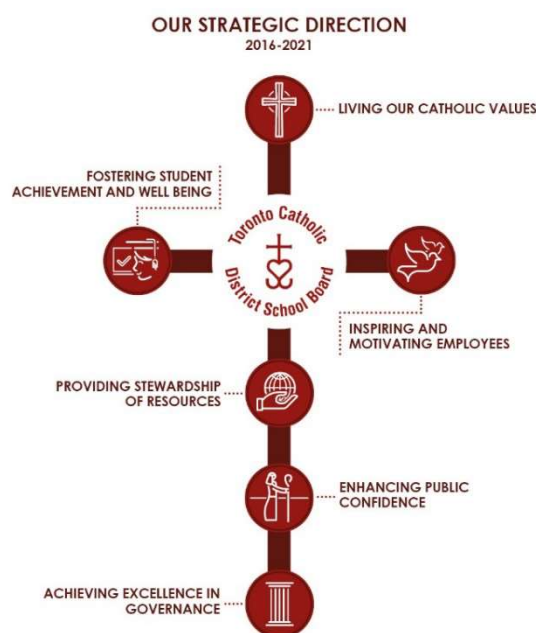 OUR STRATEGIC DIRECTION
2016-2021
LIVING OUR CATHOLIC VALUES
FOSTERING STUDENT
ACHIEVEMENT AND WELL BEING
Toronto Catholic
District School Board
INSPIRING AND
MOTIVATING EMPLOYEES
PROVIDING STEWARDSHIP
OF RESOURCES
ENHANCING PUBLIC
CONFIDENCE
ACHIEVING EXCELLENCE IN
GOVERNANCE